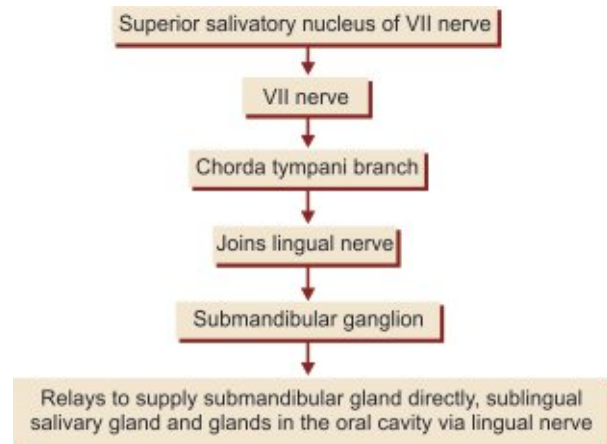 Superior salivatory nucleus of VII nerve
VII nerve
Chorda tympani branch
Joins lingual nerve
Submandibular ganglion
Relays to supply submandibular gland directly, sublingual
salivary gland and glands in the oral cavity via lingual nerve